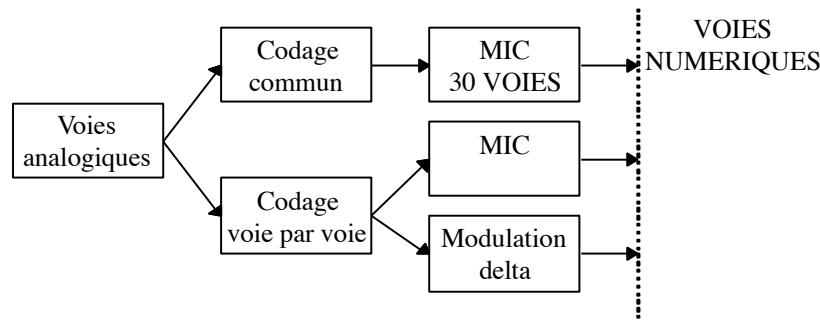 Voies
analogiques
Codage
commun
MIC
30 VOIES
VOIES
NUMERIQUES
Codage
voie par voie
MIC
Modulation
delta